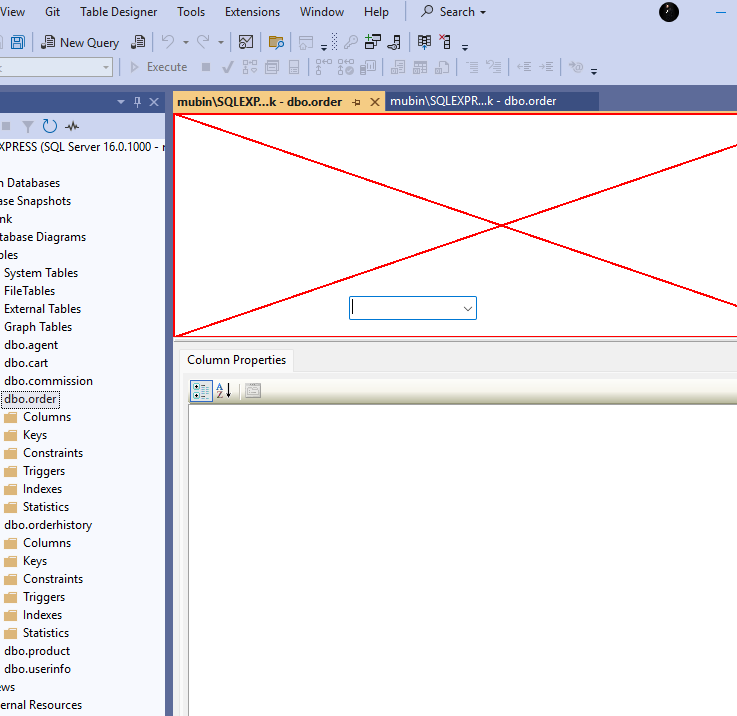 View Git Table Designer Tools Extensions Window Help Search
New Query
Execute
mubin\SQLEXP...k - dbo.order mubin\SQLEXPR...k - dbo.order
XPRESS (SQL Server 16.0.1000 - r
n Databases
ase Snapshots
nk
tabase Diagrams
bles
System Tables
FileTables
External Tables
Graph Tables
dbo.agent
dbo.cart
dbo.commission
dbo.order
Columns
Keys
Constraints
Triggers
Indexes
Statistics
dbo.orderhistory
Columns
Keys
Constraints
Triggers
Indexes
Statistics
dbo.product
dbo.userinfo
ews
ernal Resources
Column Properties